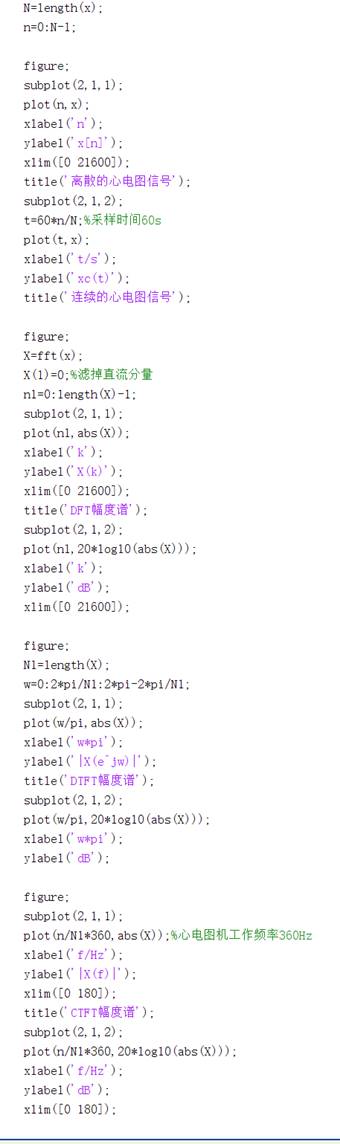 N=length(x);
n=0:N-1;
figure;
subplot(2,1,1);
plot(n,x);
xlabel('n');
ylabel('x[n]');
xlim([0 21600]);
title('离散的心电图信号');
subplot(2,1,2);
t=60*n/N;%采样时间60s
plot(t,x);
xlabel('t/s');
ylabel('xc(t)');
title('连续的心电图信号');
figure;
X=fft(x);
X(1)=0;%滤掉直流分量
n1=0:length(X)-1;
subplot(2,1,1);
plot(n1,abs(X));
xlabel('k');
ylabel('X(k)');
xlim([0 21600]);
title('DFT幅度谱');
subplot(2,1,2);
plot(n1,20*log10(abs(X)));
xlabel('k');
ylabel('dB');
xlim([0 21600]);
figure;
N1=length(X);
w=0:2*pi/N1:2*pi-2*pi/N1;
subplot(2,1,1);
plot(w/pi,abs(X));
xlabel('w*pi');
ylabel('|X(e^jw)|');
title('DTFT幅度谱');
subplot(2,1,2);
plot(w/pi,20*log10(abs(X)));
xlabel('w*pi');
ylabel('dB');
figure;
subplot(2,1,1);
plot(n/N1*360,abs(X));%心电图机工作频率360Hz
xlabel('f/Hz');
ylabel('|X(f)|');
xlim([0 180]);
title('CTFT幅度谱');
subplot(2,1,2);
plot(n/N1*360,20*log10(abs(X)));
xlabel('f/Hz');
ylabel('dB');
xlim([0 180]);